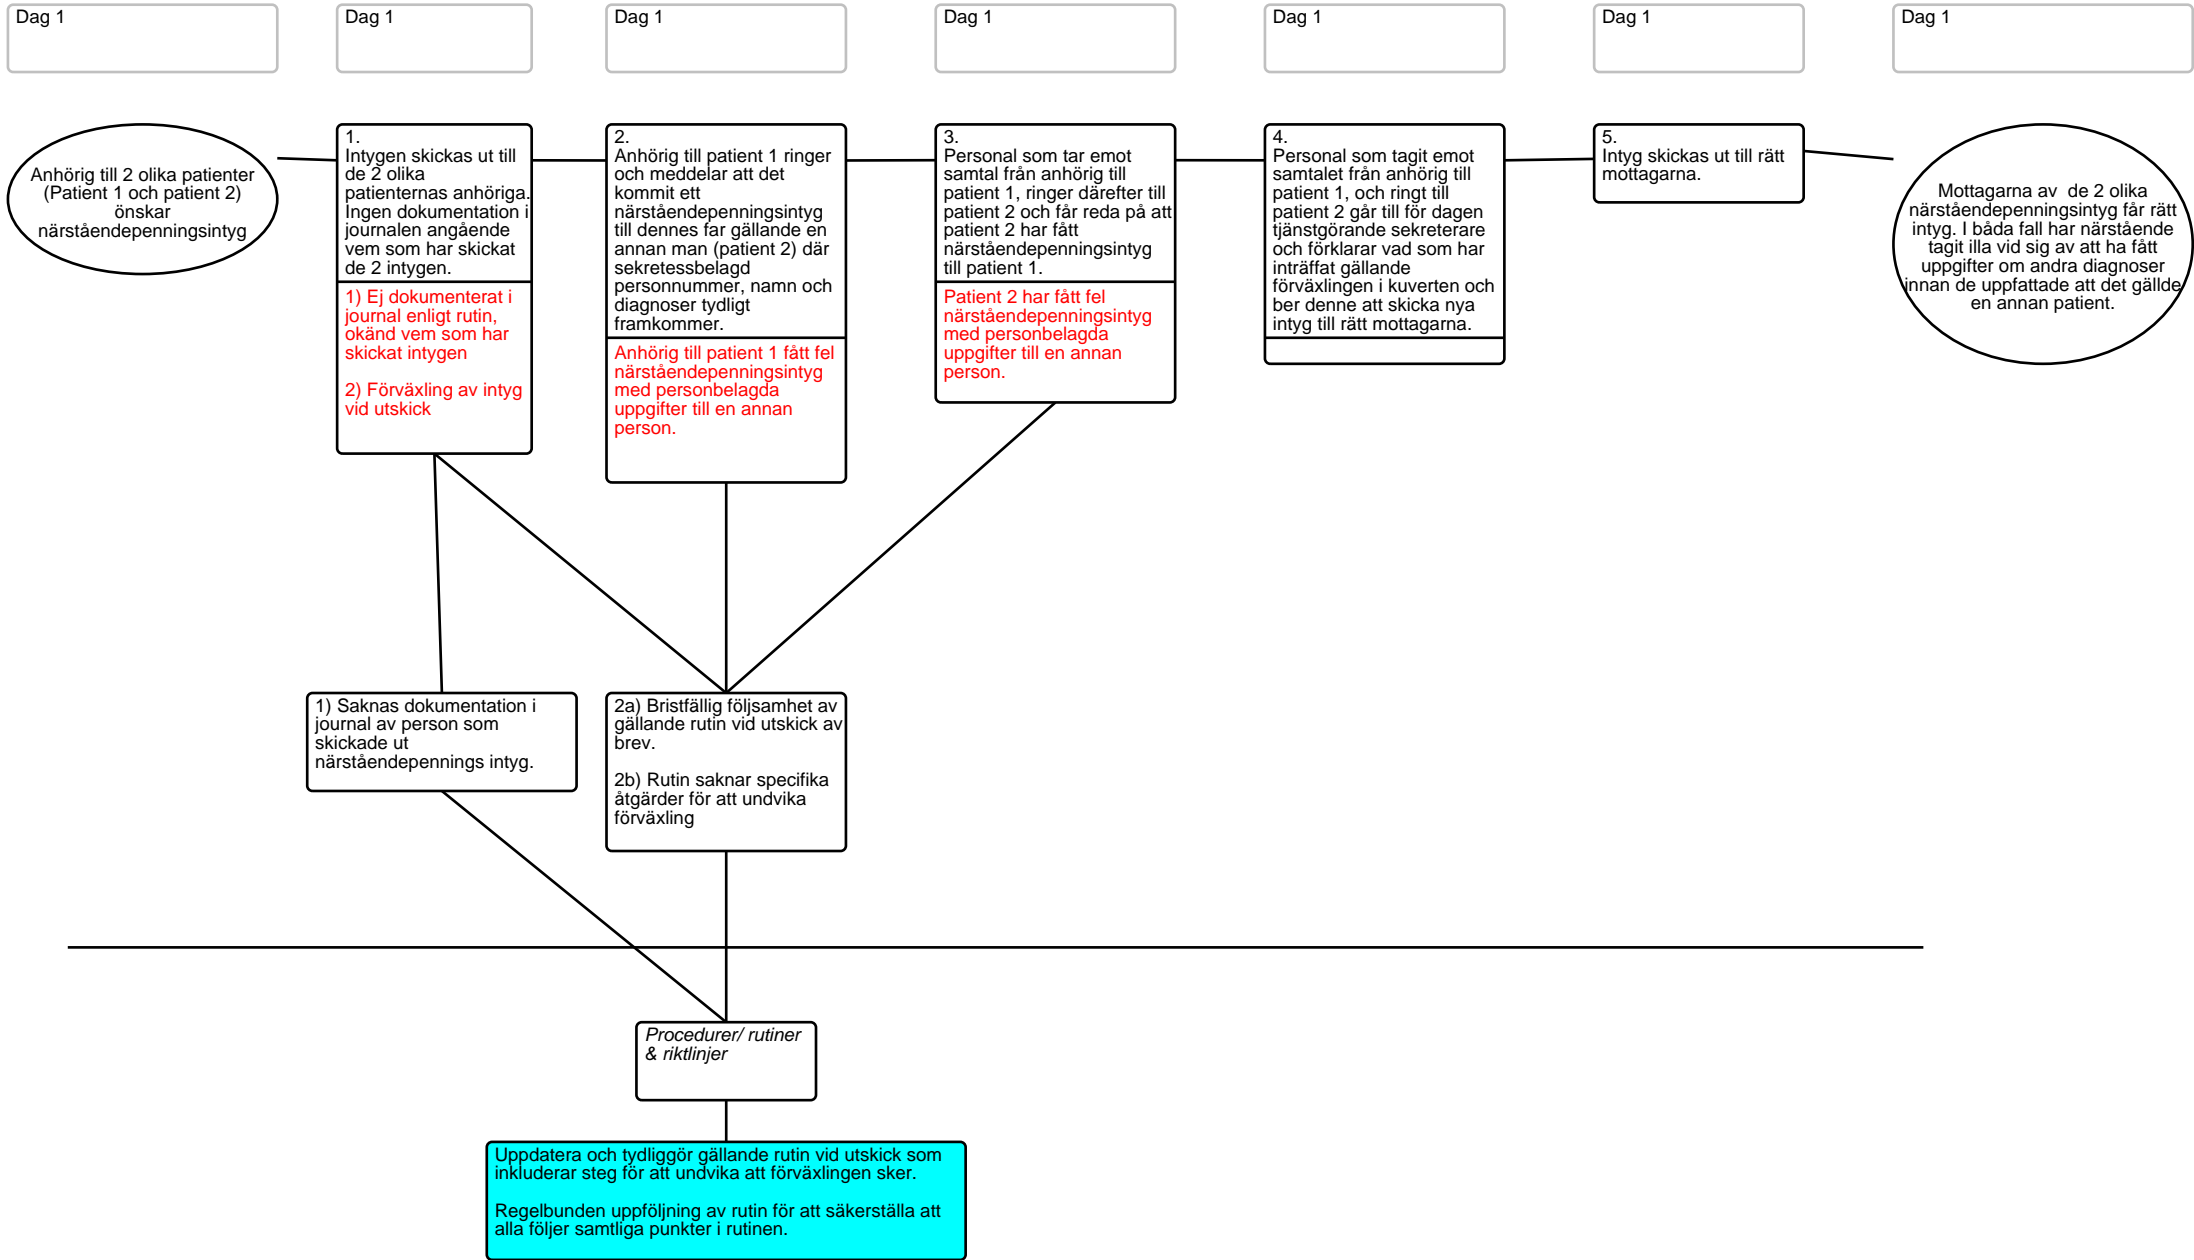 Dag 1
Dag 1
Dag 1
Dag 1
Dag 1
Dag 1
Dag 1
Anhörig till 2 olika patienter
(Patient 1 och patient 2)
önskar
närståendepenningsintyg
1.
Intygen skickas ut till
de 2 olika
patienternas anhöriga.
Ingen dokumentation i
journalen angående
vem som har skickat
de 2 intygen.
1) Ej dokumenterat i
journal enligt rutin,
okänd vem som har
skickat intygen
2) Förväxling av intyg
vid utskick
2.
Anhörig till patient 1 ringer
och meddelar att det
kommit ett
närståendepenningsintyg
till dennes far gällande en
annan man (patient 2) där
sekretessbelagd
personnummer, namn och
diagnoser tydligt
framkommer.
Anhörig till patient 1 fått fel
närståendepenningsintyg
med personbelagda
uppgifter till en annan
person.
3.
Personal som tar emot
samtal från anhörig till
patient 1, ringer därefter till
patient 2 och får reda på att
patient 2 har fått
närståendepenningsintyg
till patient 1.
Patient 2 har fått fel
närståendepenningsintyg
med personbelagda
uppgifter till en annan
person.
4.
Personal som tagit emot
samtalet från anhörig till
patient 1, och ringt till
patient 2 går till för dagen
tjänstgörande sekreterare
och förklarar vad som har
inträffat gällande
förväxlingen i kuverten och
ber denne att skicka nya
intyg till rätt mottagarna.
5.
Intyg skickas ut till rätt
mottagarna.
Mottagarna av  de 2 olika
närståendepenningsintyg får rätt
intyg. I båda fall har närstående
tagit illa vid sig av att ha fått
uppgifter om andra diagnoser
innan de uppfattade att det gällde
en annan patient.
1) Saknas dokumentation i
journal av person som
skickade ut
närståendepennings intyg.
2a) Bristfällig följsamhet av
gällande rutin vid utskick av
brev.
2b) Rutin saknar specifika
åtgärder för att undvika
förväxling
Procedurer/ rutiner
& riktlinjer
Uppdatera och tydliggör gällande rutin vid utskick som
inkluderar steg för att undvika att förväxlingen sker.
Regelbunden uppföljning av rutin för att säkerställa att
alla följer samtliga punkter i rutinen.